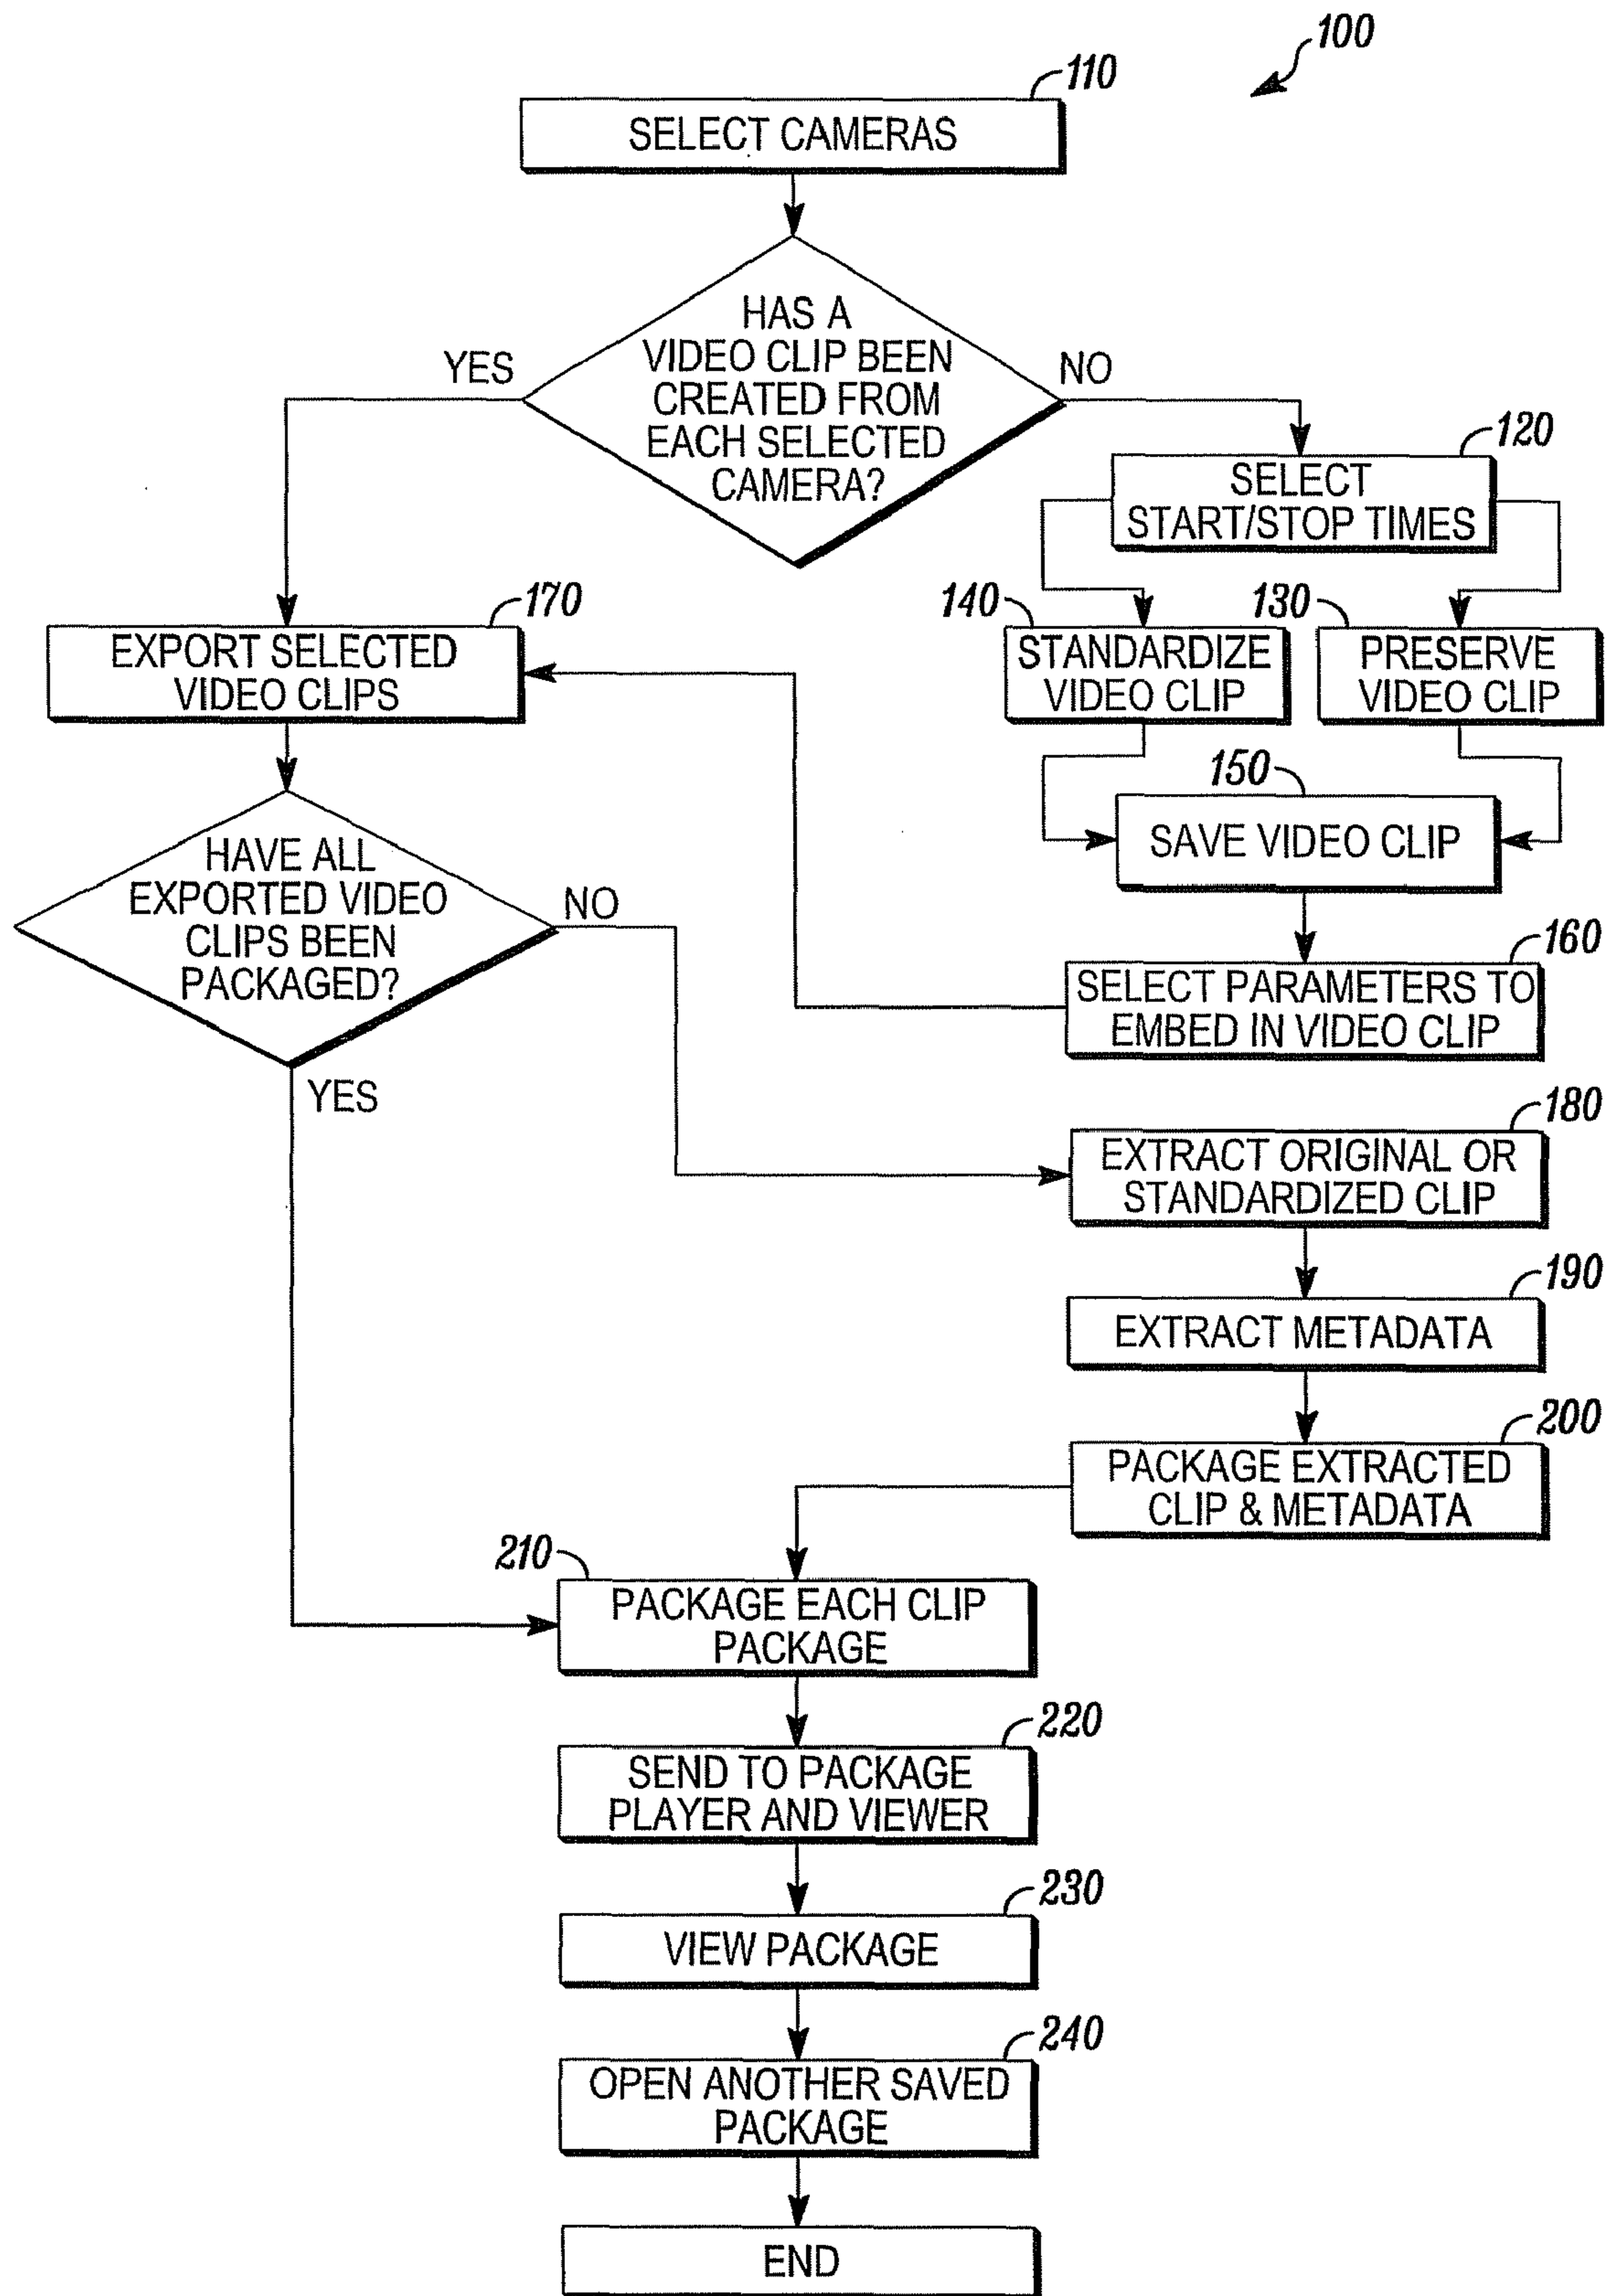 100
110
SELECT CAMERAS
HAS A
VIDEO CLIP BEEN
CREATED FROM
EACH SELECTED
CAMERA?
YES
NO
120
SELECT
START/STOP TIMES
170
EXPORT SELECTED
VIDEO CLIPS
140
STANDARDIZE
VIDEO CLIP
130
PRESERVE
VIDEO CLIP
150
SAVE VIDEO CLIP
HAVE ALL
EXPORTED VIDEO
CLIPS BEEN
PACKAGED?
NO
YES
160
SELECT PARAMETERS TO
EMBED IN VIDEO CLIP
180
EXTRACT ORIGINAL OR
STANDARDIZED CLIP
190
EXTRACT METADATA
200
PACKAGE EXTRACTED
CLIP & METADATA
210
PACKAGE EACH CLIP
PACKAGE
220
SEND TO PACKAGE
PLAYER AND VIEWER
230
VIEW PACKAGE
240
OPEN ANOTHER SAVED
PACKAGE
END